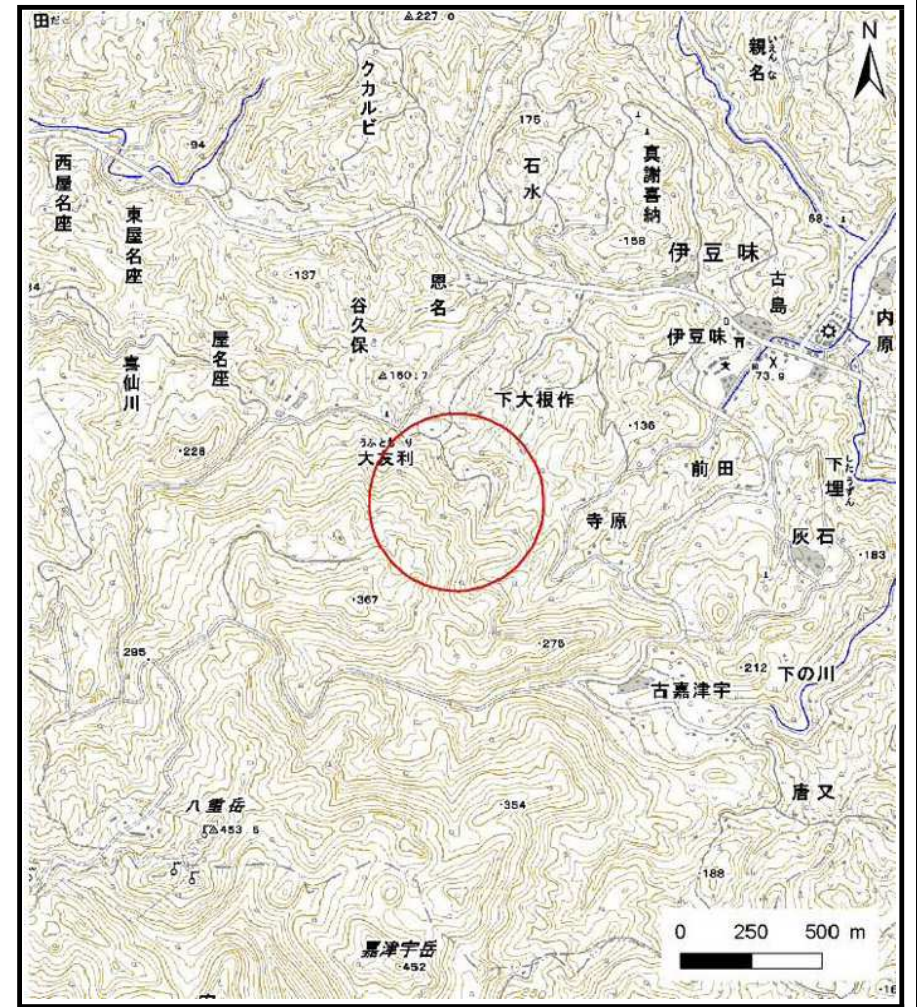 田
だ
△227.0
N
親名
いえんな
クカルビ
175
石水
真謝喜納
94
西屋名座
東屋名座
68
・158
伊豆味
・137
恩名
古島
谷久保
伊豆味
内原
屋名座
喜仙川
73.9
△160.7
下大根作
・136
うふともり
大友利
・228
前田
下埋
したうずん
寺原
灰石
・183
・367
・275
295
・212
下の川
古嘉津宇
八重岳
△453.5
・354
唐又
・188
嘉津宇岳
・452
0 250 500 m